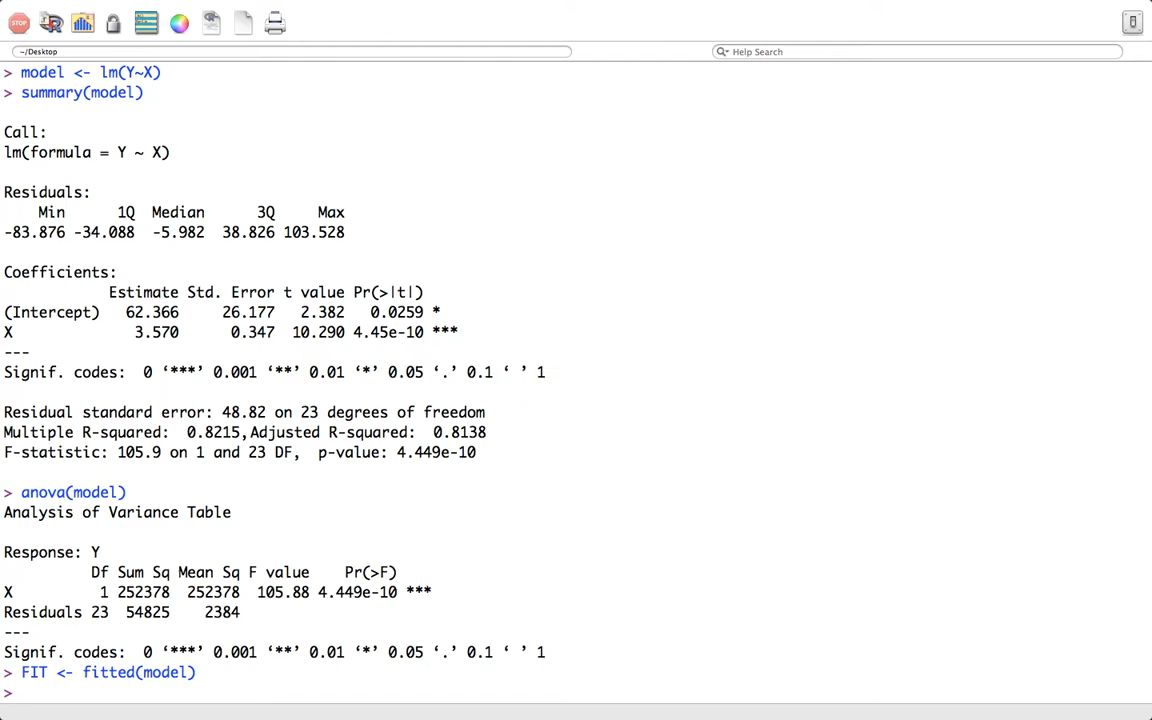 STOP
~/Desktop
Help Search
> model <- lm(Y~X)
> summary(model)
Call:
lm(formula = Y ~ X)
Residuals:
    Min      1Q  Median      3Q     Max
-83.876 -34.088  -5.982  38.826 103.528
Coefficients:
            Estimate Std. Error t value Pr(>|t|)
(Intercept)   62.366     26.177   2.382   0.0259 *
X              3.570      0.347  10.290 4.45e-10 ***
---
Signif. codes:  0 ‘***’ 0.001 ‘**’ 0.01 ‘*’ 0.05 ‘.’ 0.1 ‘ ’ 1
Residual standard error: 48.82 on 23 degrees of freedom
Multiple R-squared:  0.8215,Adjusted R-squared:  0.8138
F-statistic: 105.9 on 1 and 23 DF,  p-value: 4.449e-10
> anova(model)
Analysis of Variance Table
Response: Y
          Df Sum Sq Mean Sq F value    Pr(>F)
X          1 252378  252378  105.88 4.449e-10 ***
Residuals 23  54825    2384
---
Signif. codes:  0 ‘***’ 0.001 ‘**’ 0.01 ‘*’ 0.05 ‘.’ 0.1 ‘ ’ 1
> FIT <- fitted(model)
>